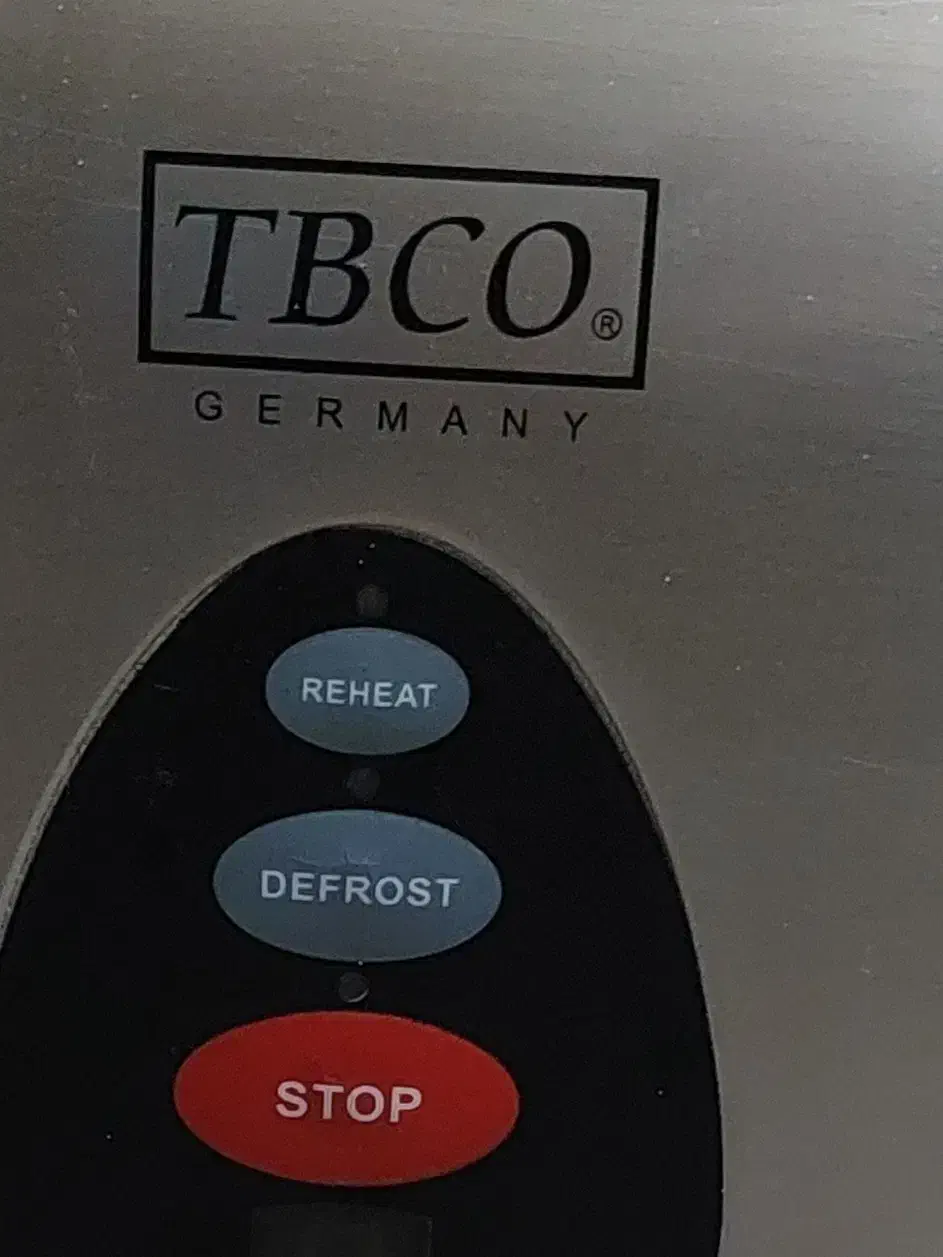 TBCO®
GERMANY
REHEAT
DEFROST
STOP